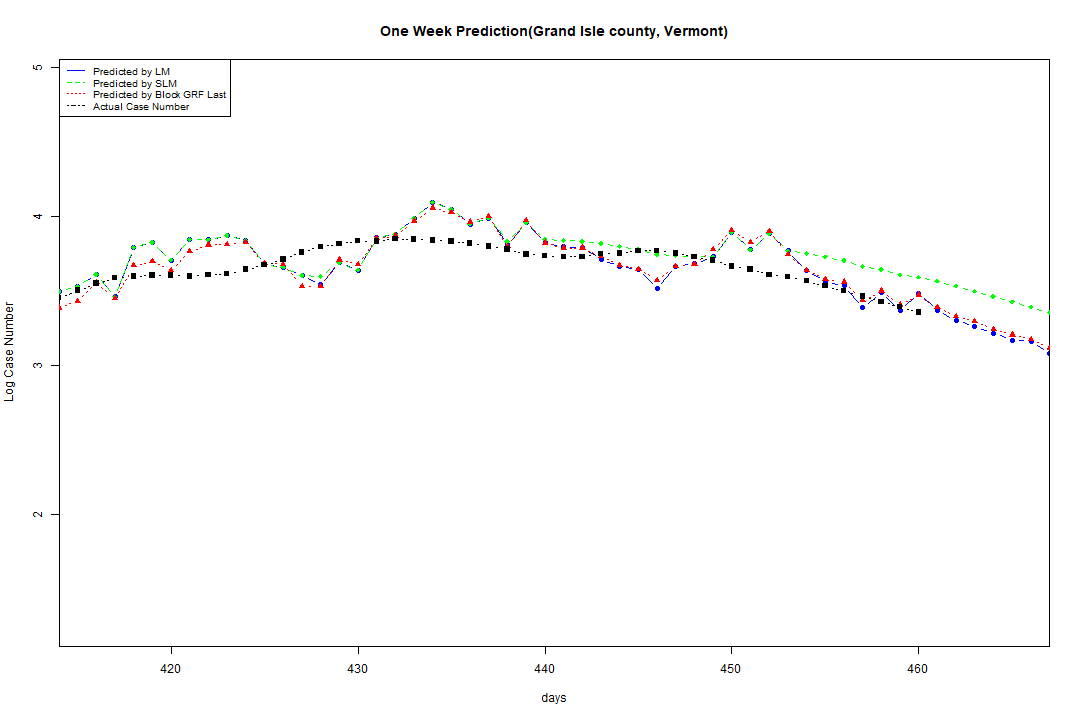 One Week Prediction(Grand Isle county, Vermont)
Predicted by LM
Predicted by SLM
Predicted by Block GRF Last
Actual Case Number
5
4
3
2
Log Case Number
420 430 440 450 460
days